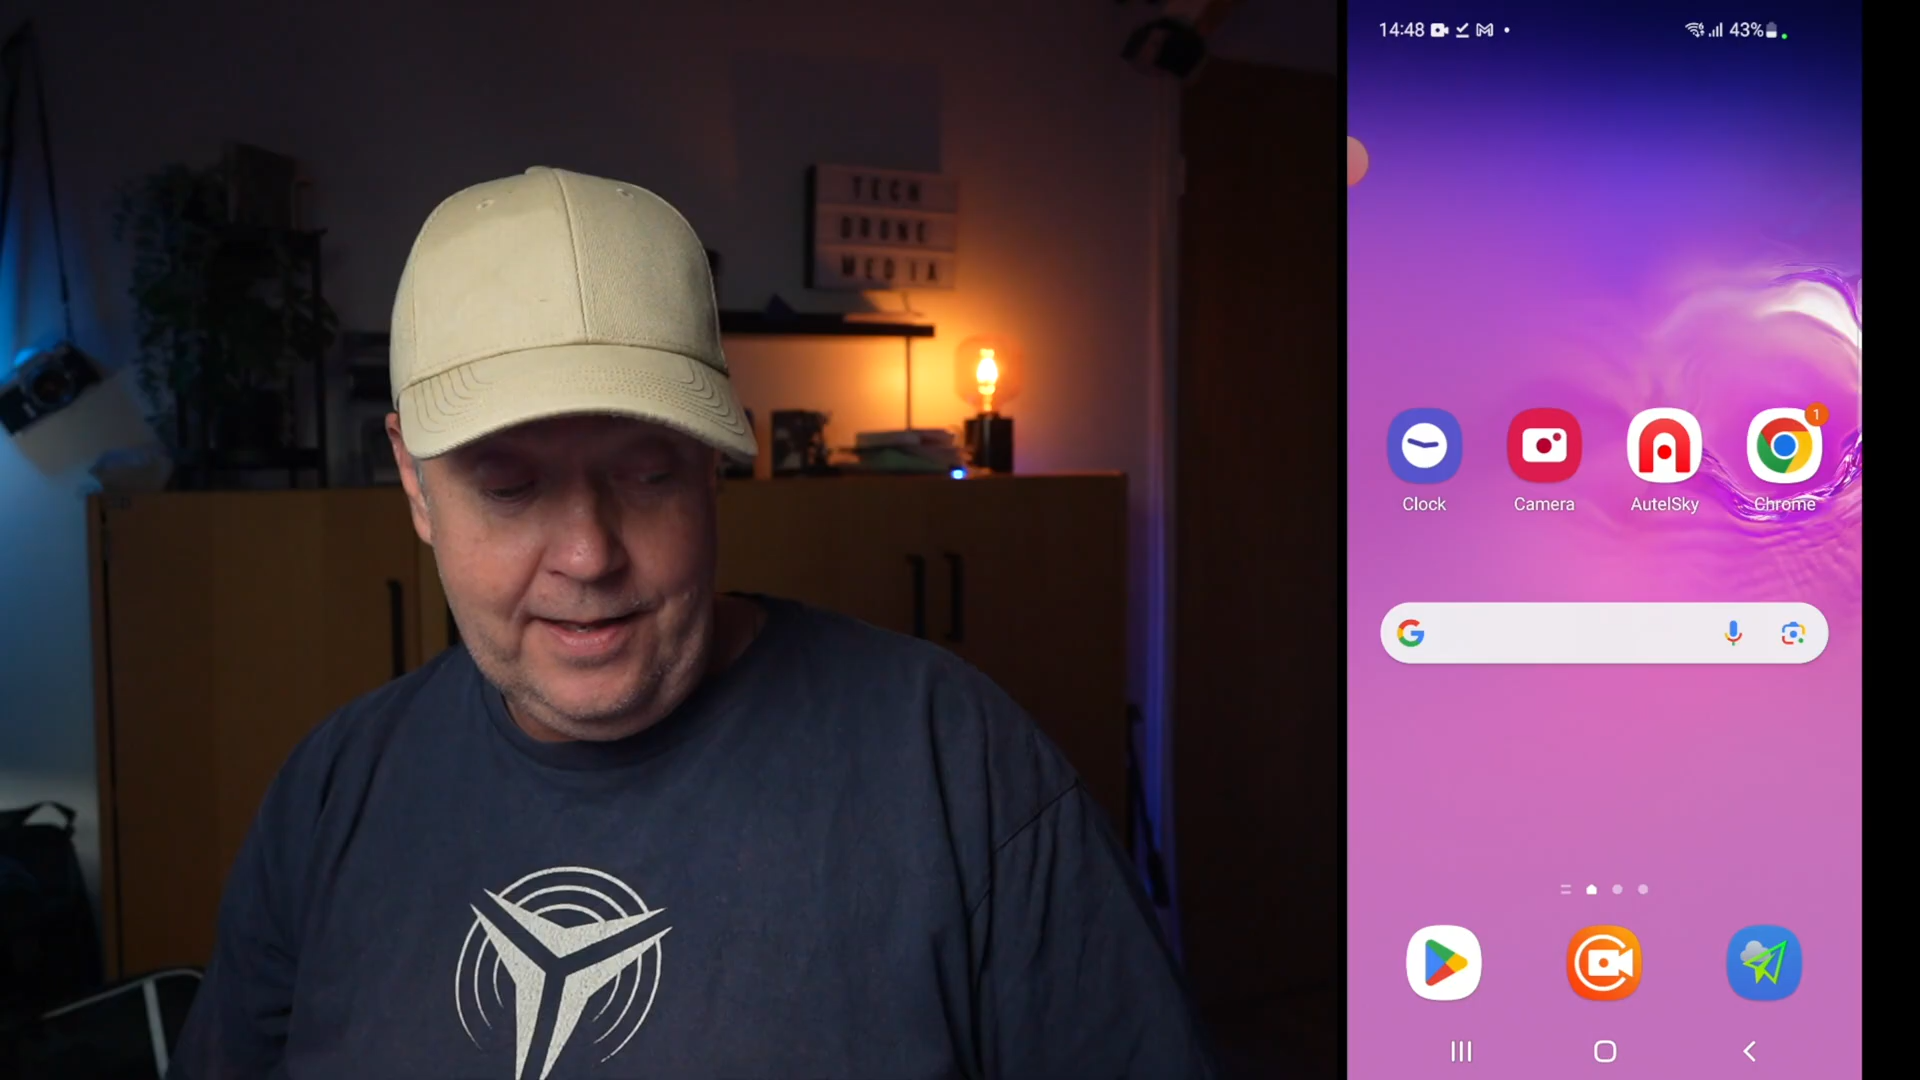 TECH
DRONE
MEDIA
14:48
43%
1
Clock
Camera
AutelSky
Chrome